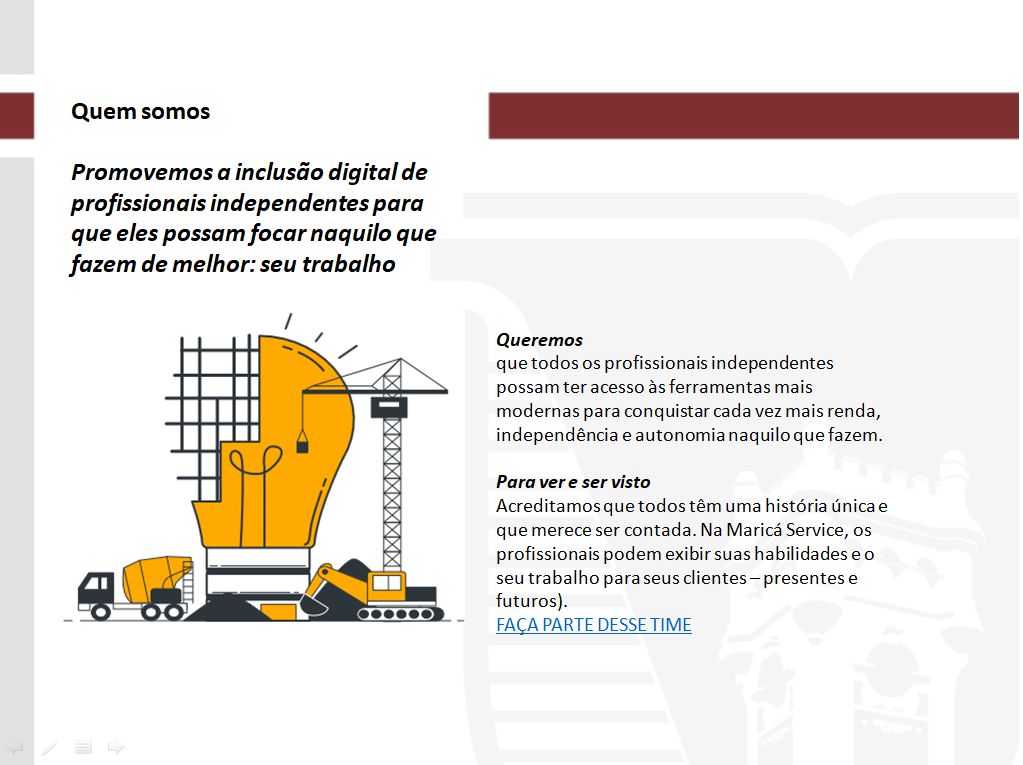 Quem somos
Promovemos a inclusão digital de
profissionais independentes para
que eles possam focar naquilo que
fazem de melhor: seu trabalho
Queremos
que todos os profissionais independentes
possam ter acesso às ferramentas mais
modernas para conquistar cada vez mais renda,
independência e autonomia naquilo que fazem.
Para ver e ser visto
Acreditamos que todos têm uma história única e
que merece ser contada. Na Maricá Service, os
profissionais podem exibir suas habilidades e o
seu trabalho para seus clientes – presentes e
futuros).
FAÇA PARTE DESSE TIME